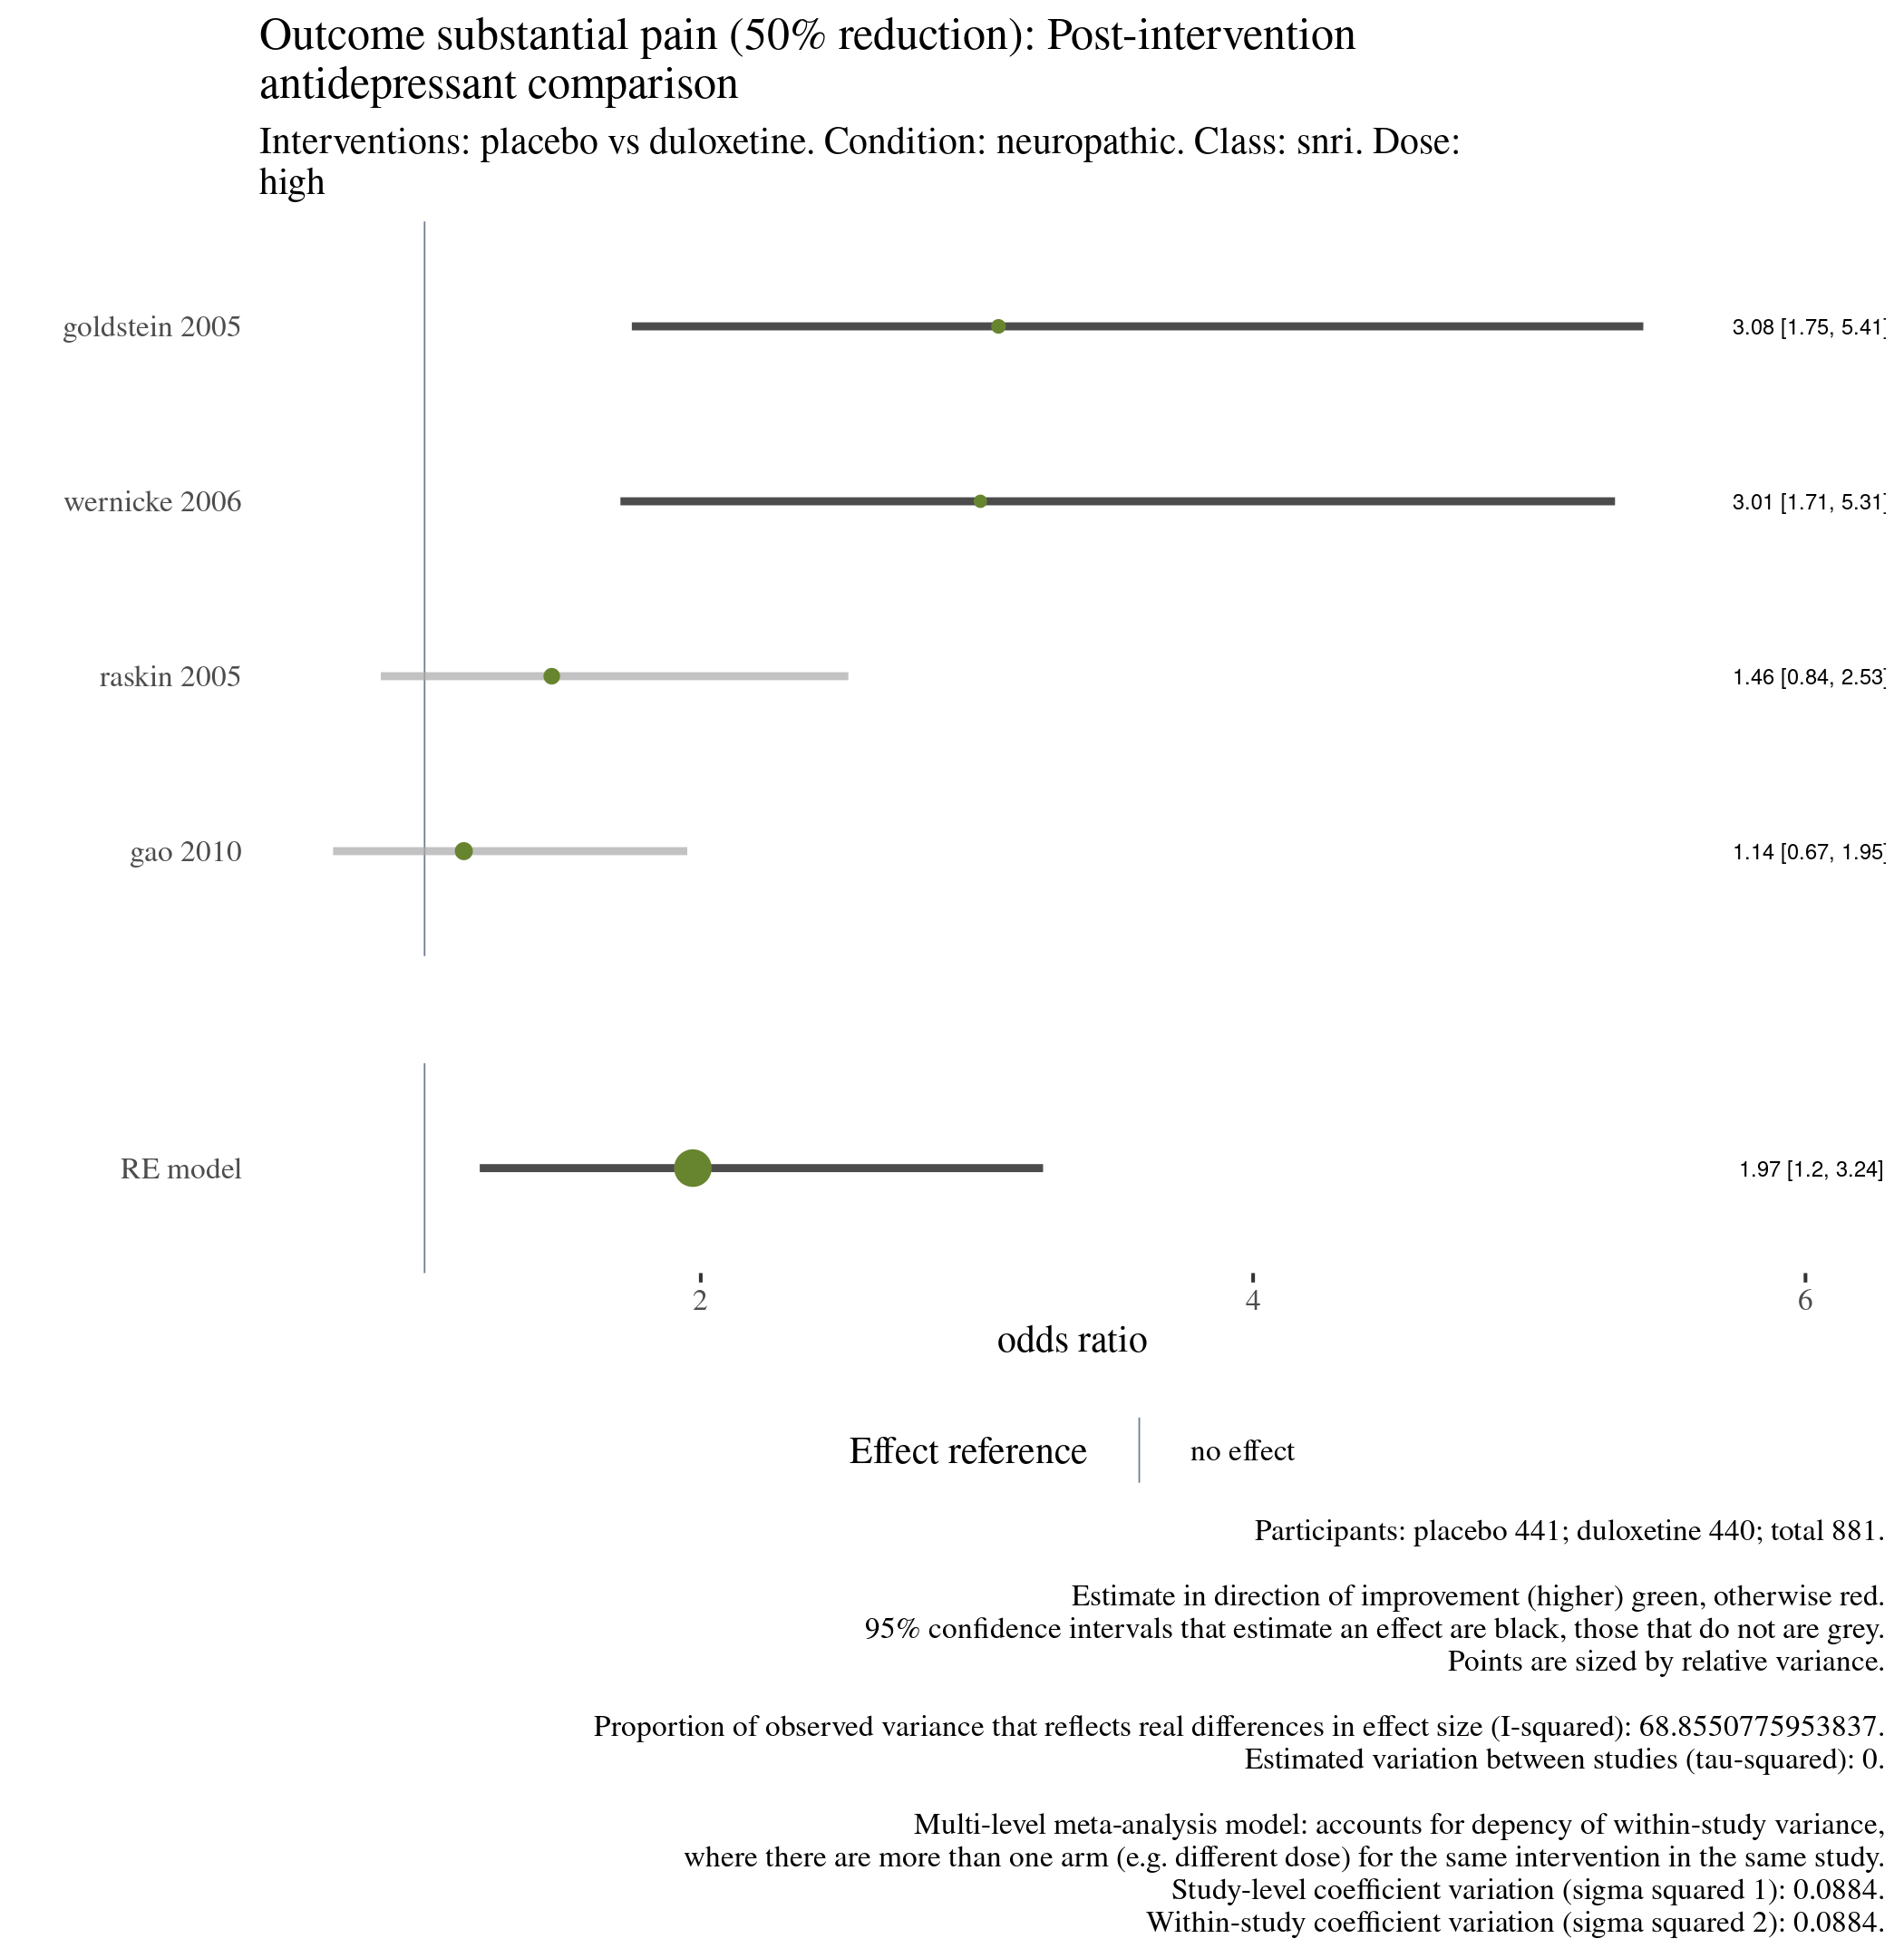 Outcome substantial pain (50% reduction): Post-intervention
antidepressant comparison
Interventions: placebo vs duloxetine. Condition: neuropathic. Class: snri. Dose:
high
goldstein 2005 3.08 [1.75, 5.41]
wernicke 2006 3.01 [1.71, 5.31]
raskin 2005 1.46 [0.84, 2.53]
gao 2010 1.14 [0.67, 1.95]
RE model 1.97 [1.2, 3.24]
2 4 6
odds ratio
Effect reference no effect
Participants: placebo 441; duloxetine 440; total 881.
Estimate in direction of improvement (higher) green, otherwise red.
95% confidence intervals that estimate an effect are black, those that do not are grey.
Points are sized by relative variance.
Proportion of observed variance that reflects real differences in effect size (I-squared): 68.8550775953837.
Estimated variation between studies (tau-squared): 0.
Multi-level meta-analysis model: accounts for depency of within-study variance,
where there are more than one arm (e.g. different dose) for the same intervention in the same study.
Study-level coefficient variation (sigma squared 1): 0.0884.
Within-study coefficient variation (sigma squared 2): 0.0884.